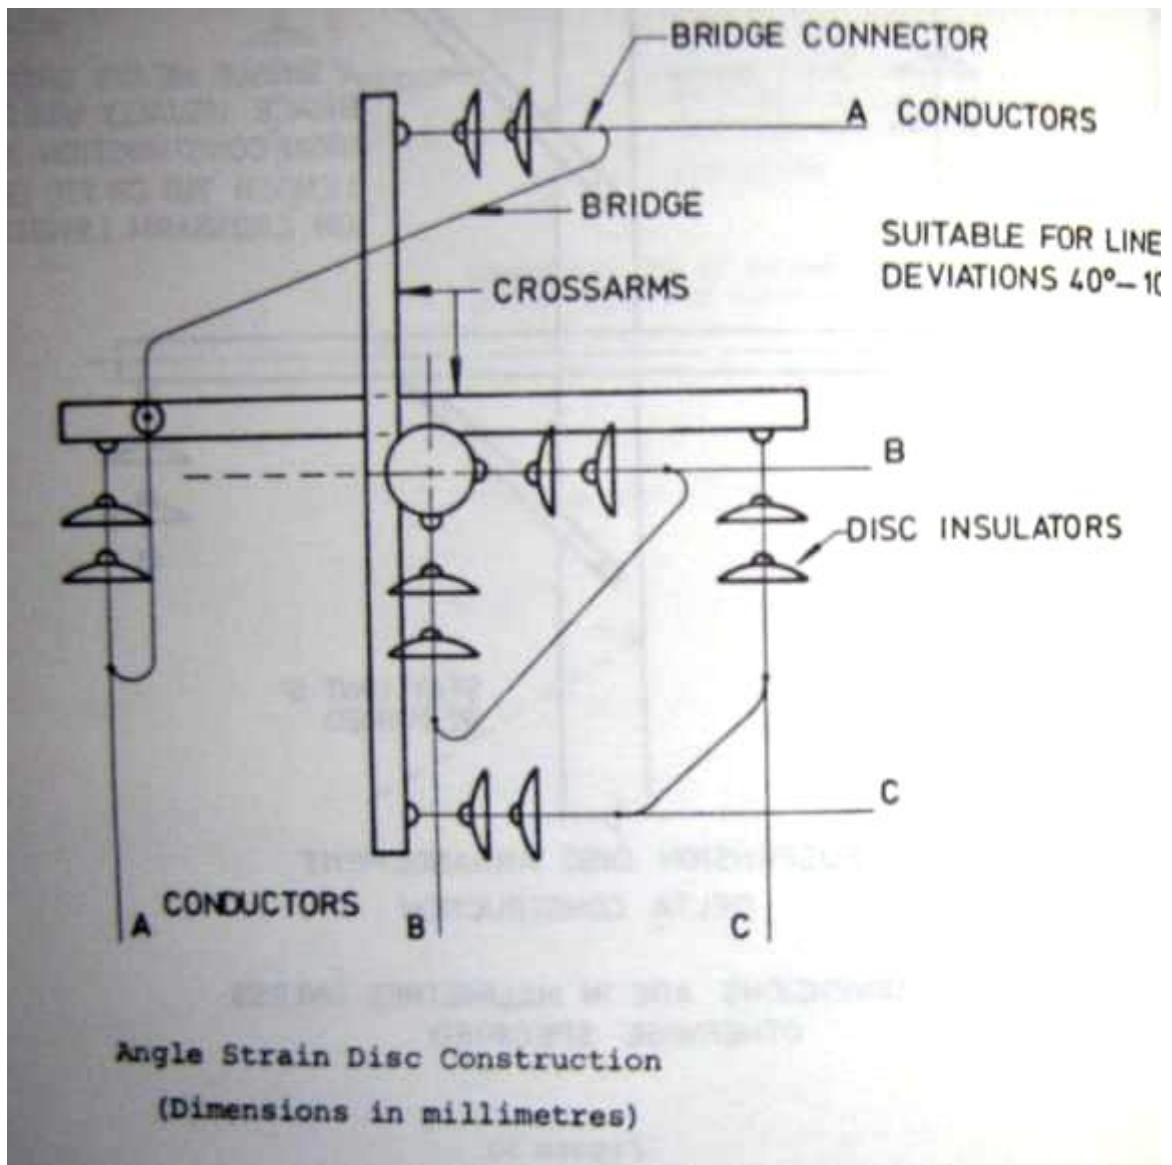 BRIDGE CONNECTOR
A CONDUCTORS
BRIDGE
SUITABLE FOR LINE
DEVIATIONS 40°–10
CROSSARMS
B
DISC INSULATORS
C
CONDUCTORS
A B C
Angle Strain Disc Construction
(Dimensions in millimetres)